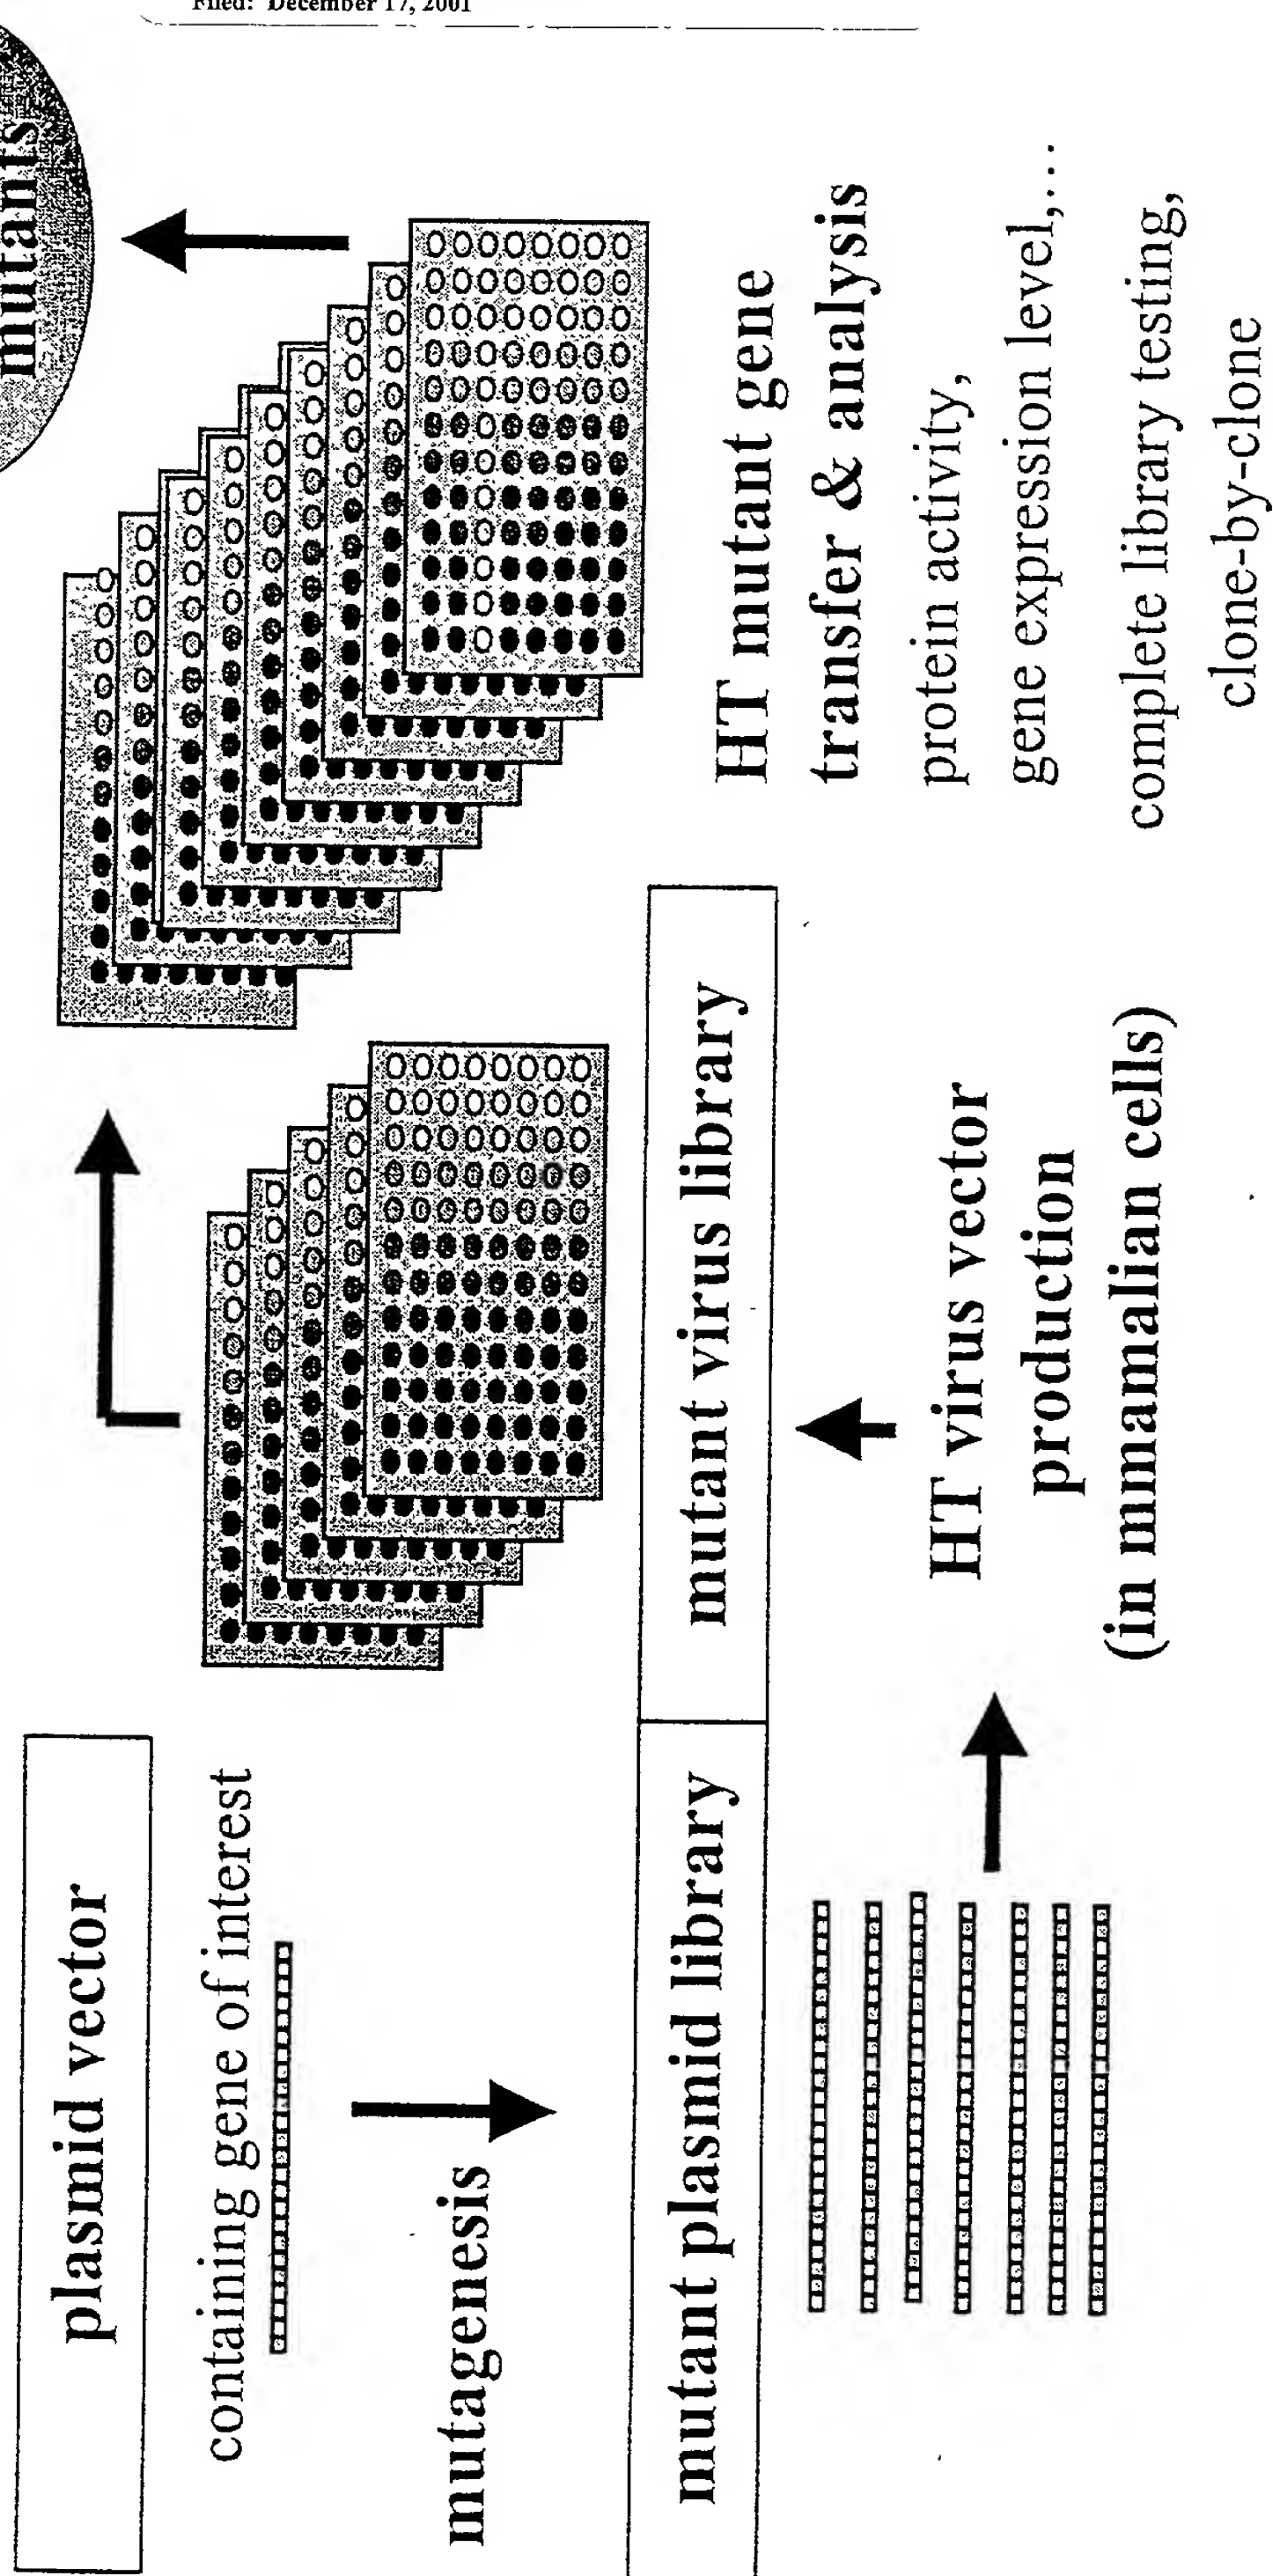 Filed: December 17, 2001
mutants
plasmid vector
containing gene of interest
mutagenesis
mutant plasmid library
mutant virus library
HT virus vector
production
(in mmamalian cells)
HT mutant gene
transfer & analysis
protein activity,
gene expression level,…
complete library testing,
clone-by-clone